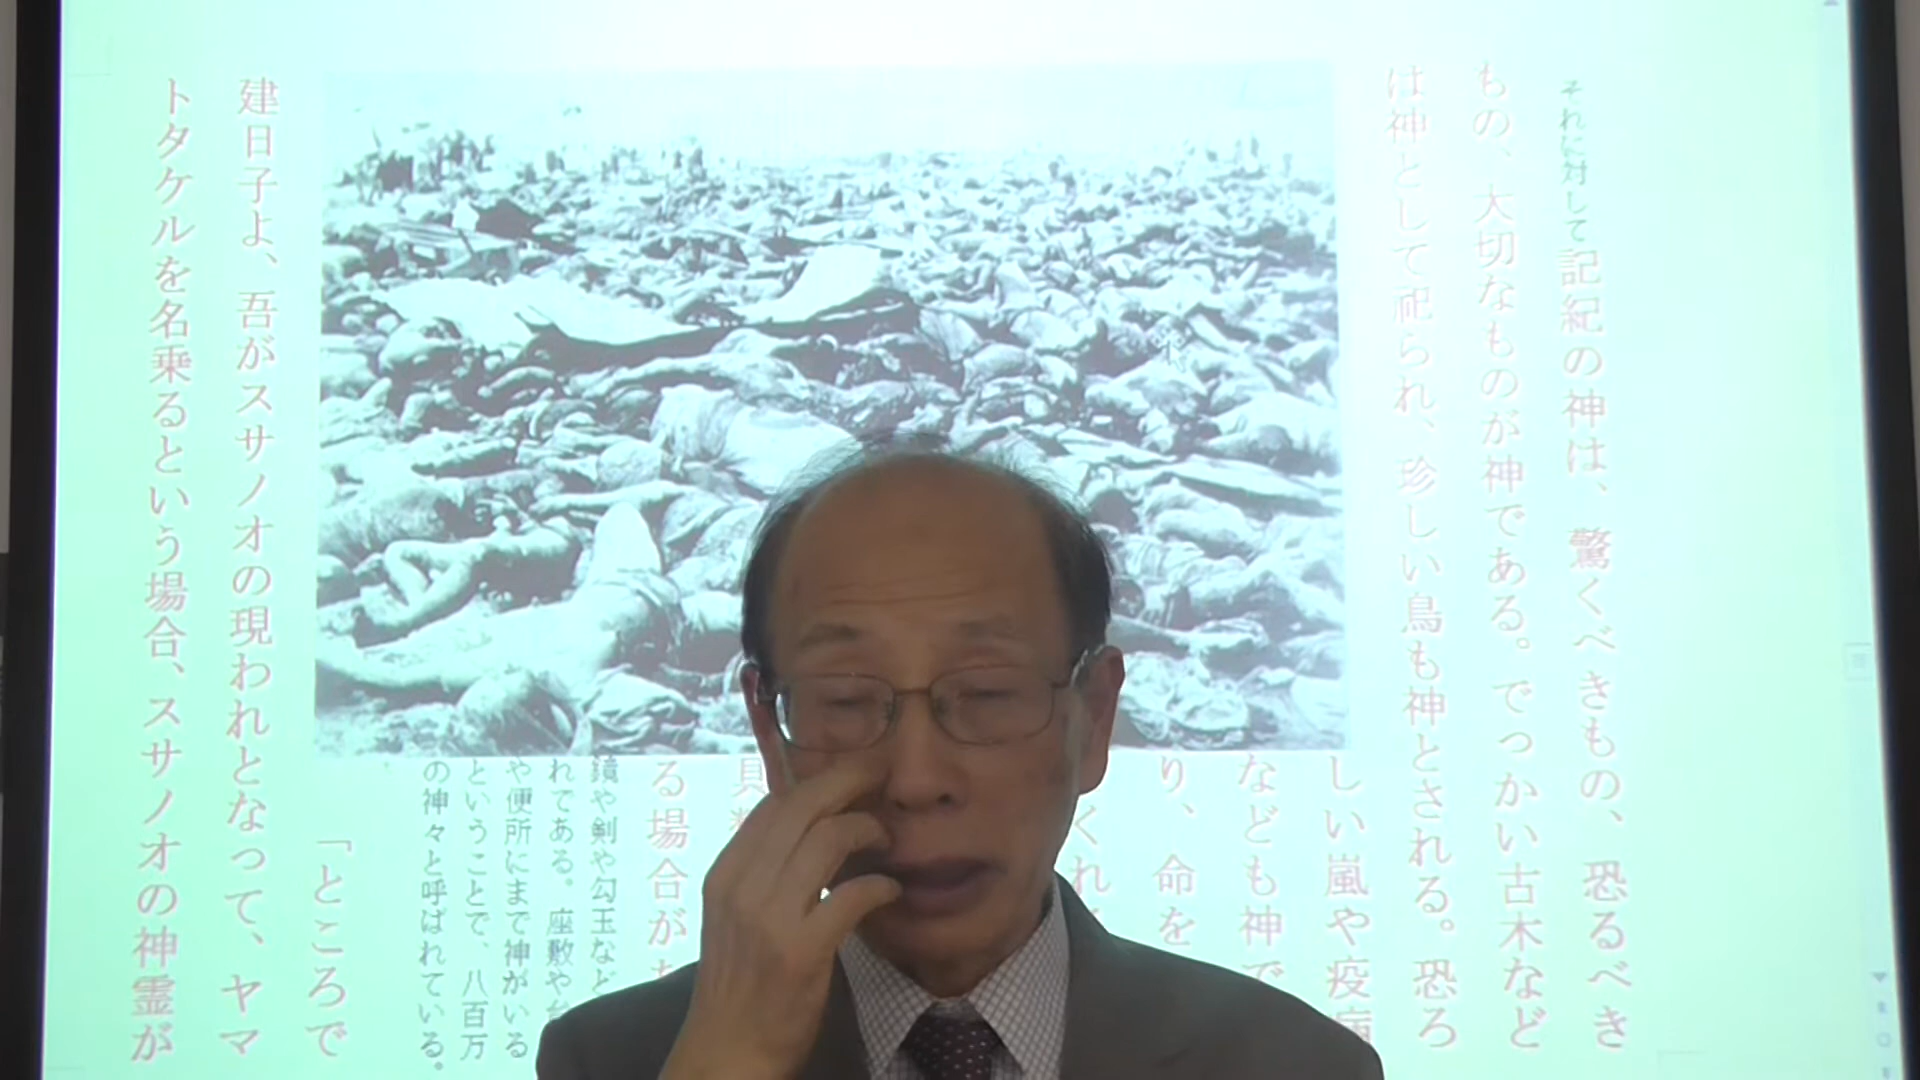 それに対して記紀の神は、驚くべきもの、恐るべき
もの、大切なものが神である。でっかい古木など
は神として祀られ、珍しい鳥も神とされる。恐ろ
しい嵐や疫病
なども神で
り、命を
くれ
る場合があ
鏡や剣や勾玉など
れてある。座敷や台
や便所にまで神がいる
ということで、八百万
の神々と呼ばれている。
「ところで
建日子よ、吾がスサノオの現われとなって、ヤマ
トタケルを名乗るという場合、スサノオの神霊が